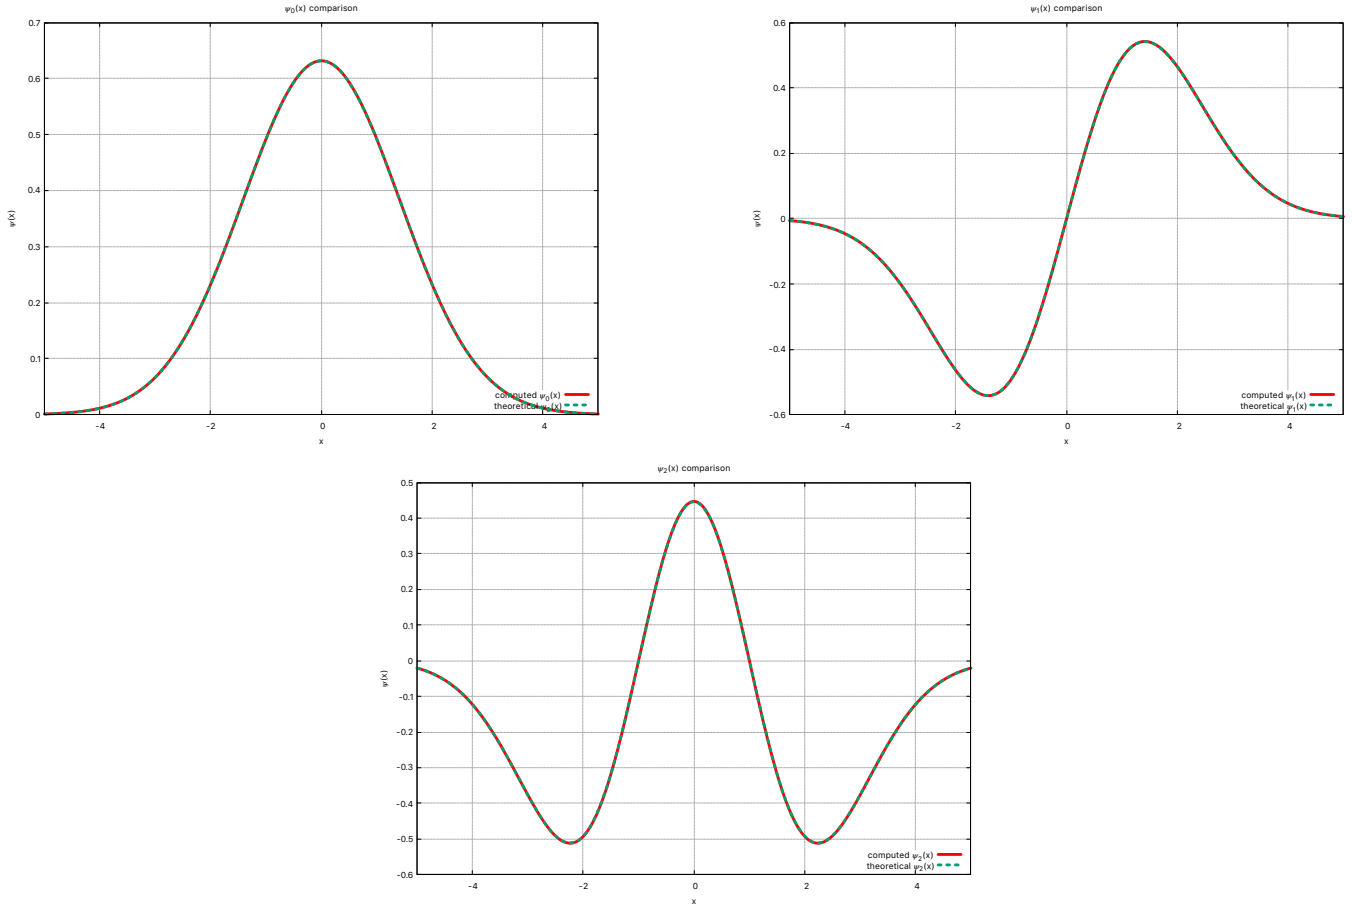 ψ₀(x) comparison
0.7
0.6
0.5
0.4
0.3
0.2
0.1
0
ψ(x)
computed ψ₀(x)
theoretical ψ₀(x)
-4 -2 0 2 4
x
ψ₁(x) comparison
0.6
0.4
0.2
0
-0.2
-0.4
-0.6
ψ(x)
computed ψ₁(x)
theoretical ψ₁(x)
-4 -2 0 2 4
x
ψ₂(x) comparison
0.5
0.4
0.3
0.2
0.1
0
-0.1
-0.2
-0.3
-0.4
-0.5
-0.6
ψ(x)
computed ψ₂(x)
theoretical ψ₂(x)
-4 -2 0 2 4
x